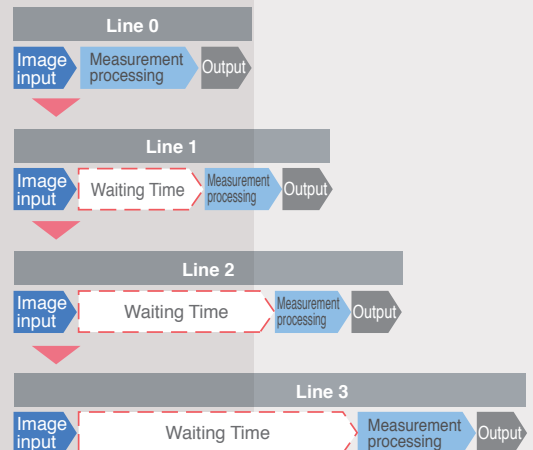 Line 0
Image
input
Measurement
processing
Output
Line 1
Image
input
Waiting Time
Measurement
processing
Output
Line 2
Image
input
Waiting Time
Measurement
processing
Output
Line 3
Image
input
Waiting Time
Measurement
processing
Output